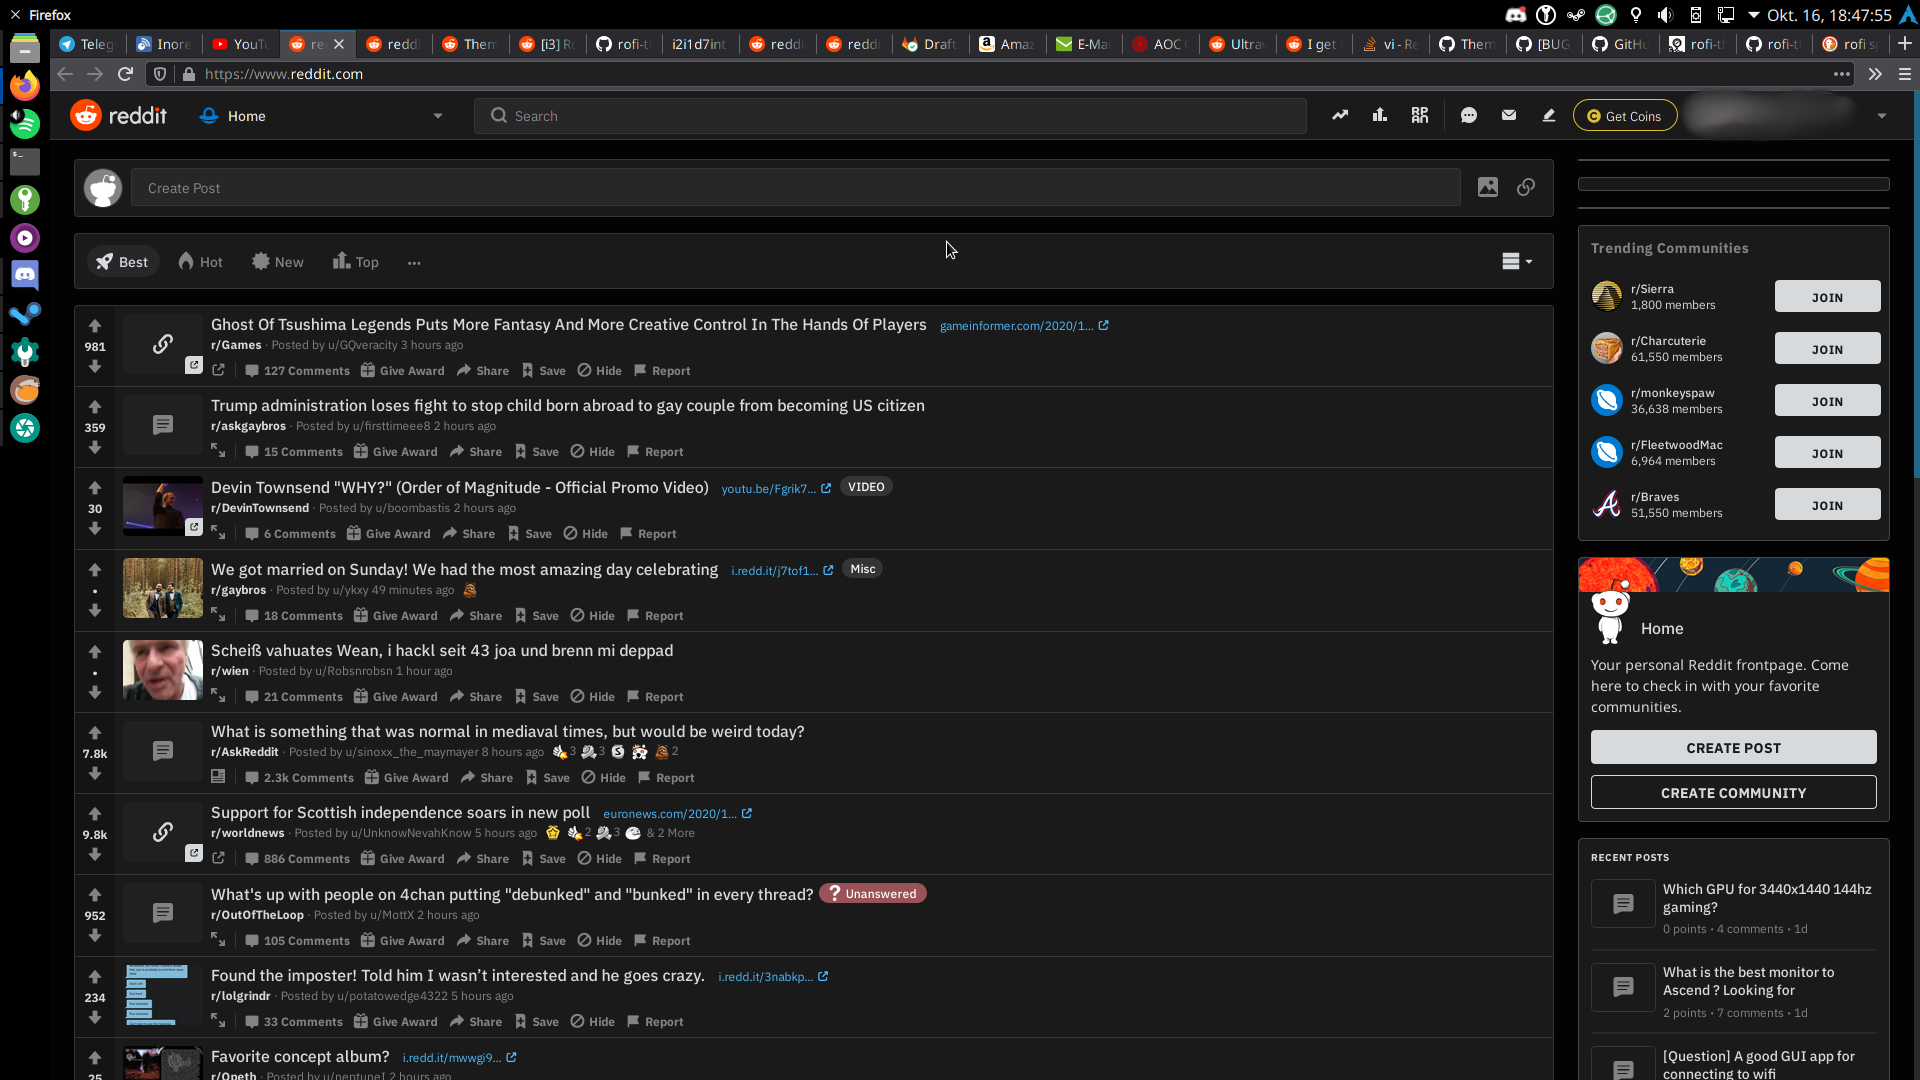 Firefox
Okt. 16, 18:47:55
Teleg
Inore
YouTu
re
reddi
Them
[i3] Ro
rofi-t
i2i1d7int
reddi
reddi
Draft
Amaz
E-Mai
AOC
Ultra
I get
vi - Re
Them
[BUG
GitHu
rofi-t
rofi-t
rofi s
https://www.reddit.com
reddit
Home
Search
Get Coins
Create Post
Best
Hot
New
Top
981
Ghost Of Tsushima Legends Puts More Fantasy And More Creative Control In The Hands Of Players gameinformer.com/2020/1...
r/Games · Posted by u/GQveracity 3 hours ago
127 Comments Give Award Share Save Hide Report
359
Trump administration loses fight to stop child born abroad to gay couple from becoming US citizen
r/askgaybros · Posted by u/firsttimeee8 2 hours ago
15 Comments Give Award Share Save Hide Report
30
Devin Townsend "WHY?" (Order of Magnitude - Official Promo Video) youtu.be/Fgrik7... VIDEO
r/DevinTownsend · Posted by u/boombastis 2 hours ago
6 Comments Give Award Share Save Hide Report
•
We got married on Sunday! We had the most amazing day celebrating i.redd.it/j7tof1... Misc
r/gaybros · Posted by u/ykxy 49 minutes ago
18 Comments Give Award Share Save Hide Report
•
Scheiß vahuates Wean, i hackl seit 43 joa und brenn mi deppad
r/wien · Posted by u/Robsnrobsn 1 hour ago
21 Comments Give Award Share Save Hide Report
7.8k
What is something that was normal in mediaval times, but would be weird today?
r/AskReddit · Posted by u/sinoxx_the_maymayer 8 hours ago 3 3 2
2.3k Comments Give Award Share Save Hide Report
9.8k
Support for Scottish independence soars in new poll euronews.com/2020/1...
r/worldnews · Posted by u/UnknowNevahKnow 5 hours ago 2 3 & 2 More
886 Comments Give Award Share Save Hide Report
952
What's up with people on 4chan putting "debunked" and "bunked" in every thread? Unanswered
r/OutOfTheLoop · Posted by u/MottX 2 hours ago
105 Comments Give Award Share Save Hide Report
234
Found the imposter! Told him I wasn’t interested and he goes crazy. i.redd.it/3nabkp...
r/lolgrindr · Posted by u/potatowedge4322 5 hours ago
33 Comments Give Award Share Save Hide Report
25
Favorite concept album? i.redd.it/mwwgi9...
r/Opeth · Posted by u/neptuneI 2 hours ago
Trending Communities
r/Sierra
1,800 members
JOIN
r/Charcuterie
61,550 members
JOIN
r/monkeyspaw
36,638 members
JOIN
r/FleetwoodMac
6,964 members
JOIN
r/Braves
51,550 members
JOIN
Home
Your personal Reddit frontpage. Come
here to check in with your favorite
communities.
CREATE POST
CREATE COMMUNITY
RECENT POSTS
Which GPU for 3440x1440 144hz
gaming?
0 points • 4 comments • 1d
What is the best monitor to
Ascend ? Looking for
2 points • 7 comments • 1d
[Question] A good GUI app for
connecting to wifi